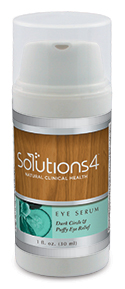 Solutions4
NATURAL CLINICAL HEALTH
EYE SERUM
Dark Circle &
Puffy Eye Relief
1 fl. oz. (30 ml)